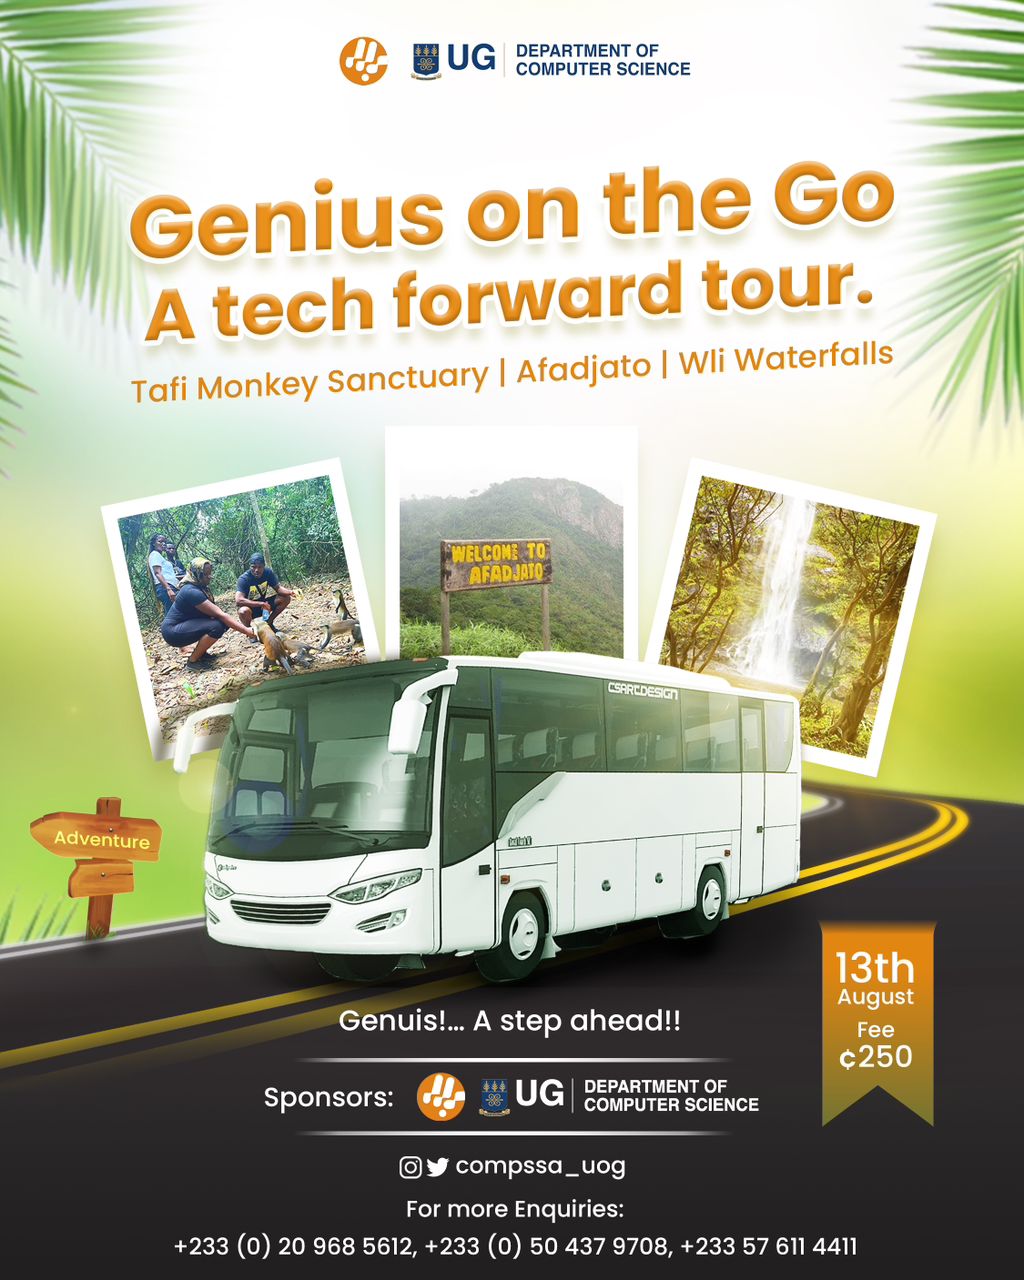 UG
DEPARTMENT OF
COMPUTER SCIENCE
Genius on the Go
A tech forward tour.
Tafi Monkey Sanctuary | Afadjato | Wli Waterfalls
WELCOME TO
AFADJATO
CSARTDESIGN
Adventure
13th
August
Fee
¢250
Genuis!... A step ahead!!
Sponsors:
UG
DEPARTMENT OF
COMPUTER SCIENCE
compssa_uog
For more Enquiries:
+233 (0) 20 968 5612, +233 (0) 50 437 9708, +233 57 611 4411